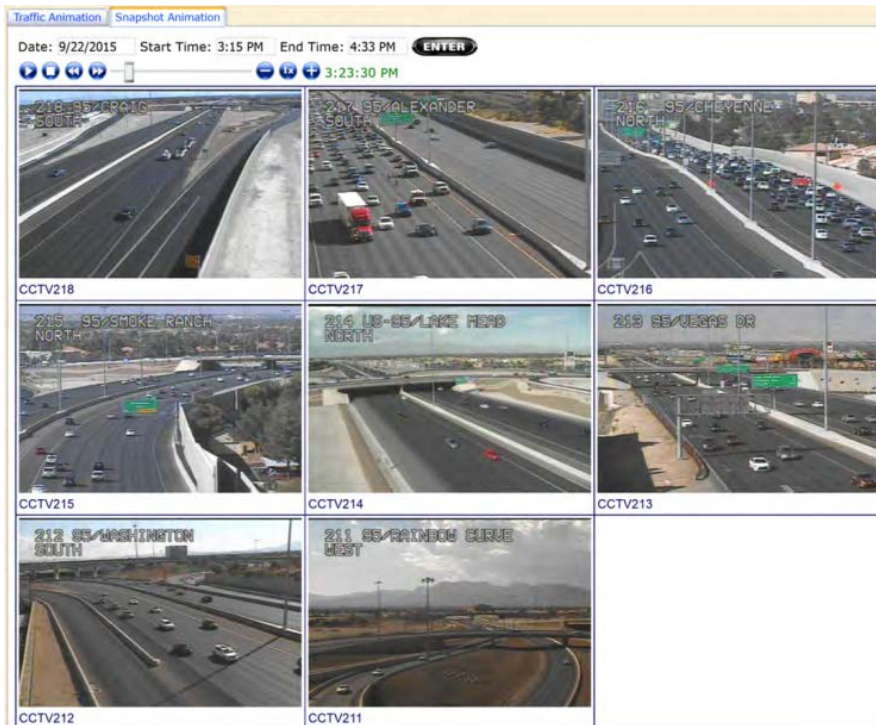 Traffic Animation Snapshot Animation
Date: 9/22/2015 Start Time: 3:15 PM End Time: 4:33 PM ENTER
1x 3:23:30 PM
218 95/CRAIG
SOUTH
217 95/ALEXANDER
SOUTH
216 95/CHEYENNE
NORTH
CCTV218 CCTV217 CCTV216
215 95/SMOKE RANCH
NORTH
214 US-95/LAKE MEAD
NORTH
213 95/VEGAS DR
CCTV215 CCTV214 CCTV213
212 95/WASHINGTON
SOUTH
211 95/RAINBOW CURVE
WEST
CCTV212 CCTV211